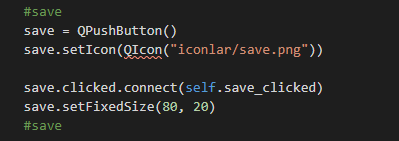 #save
save = QPushButton()
save.setIcon(QIcon("iconlar/save.png"))
save.clicked.connect(self.save_clicked)
save.setFixedSize(80, 20)
#save